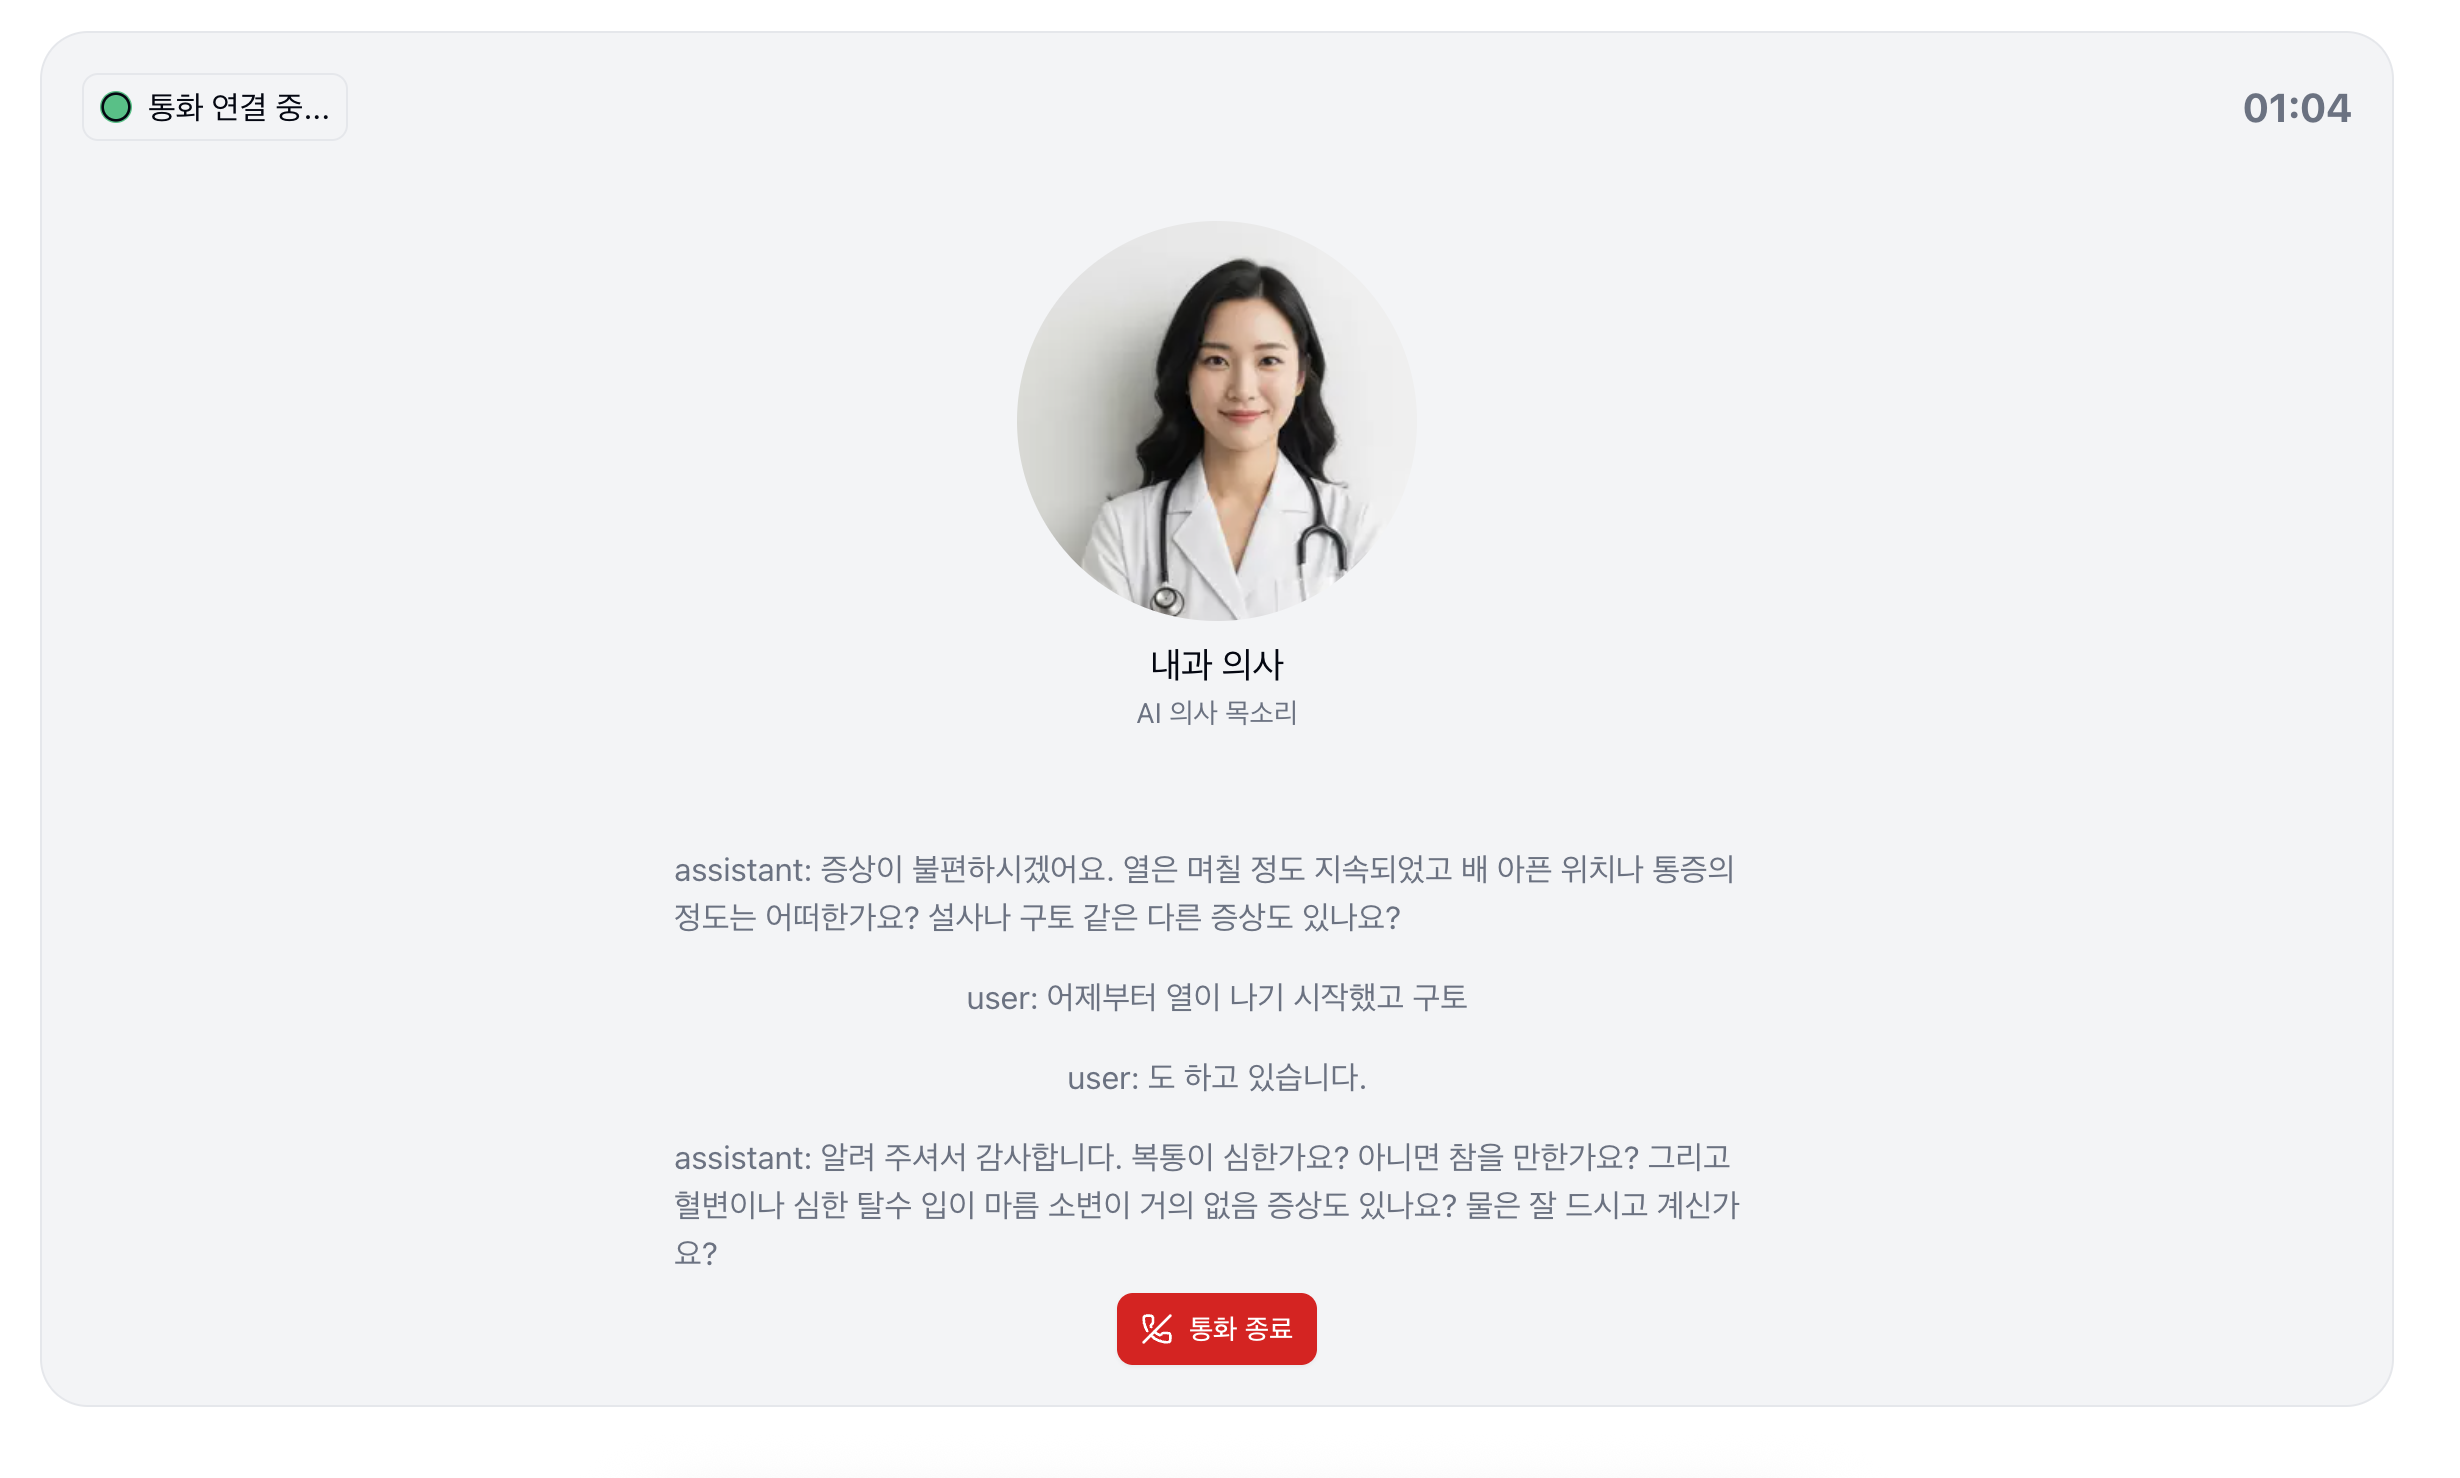 통화 연결 중...
01:04
내과 의사
AI 의사 목소리
assistant: 증상이 불편하시겠어요. 열은 며칠 정도 지속되었고 배 아픈 위치나 통증의
정도는 어떠한가요? 설사나 구토 같은 다른 증상도 있나요?
user: 어제부터 열이 나기 시작했고 구토
user: 도 하고 있습니다.
assistant: 알려 주셔서 감사합니다. 복통이 심한가요? 아니면 참을 만한가요? 그리고
혈변이나 심한 탈수 입이 마름 소변이 거의 없음 증상도 있나요? 물은 잘 드시고 계신가
요?
통화 종료